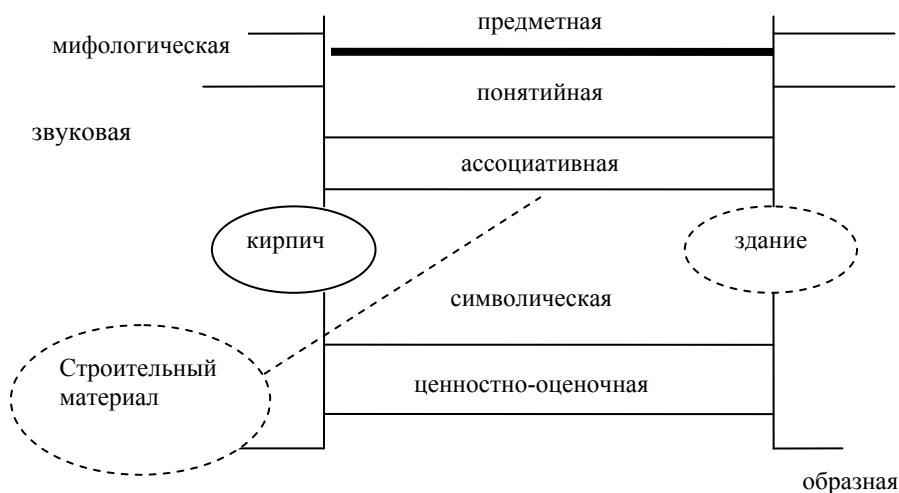 предметная
мифологическая
понятийная
звуковая
ассоциативная
кирпич
здание
символическая
Строительный
материал
ценностно-оценочная
образная